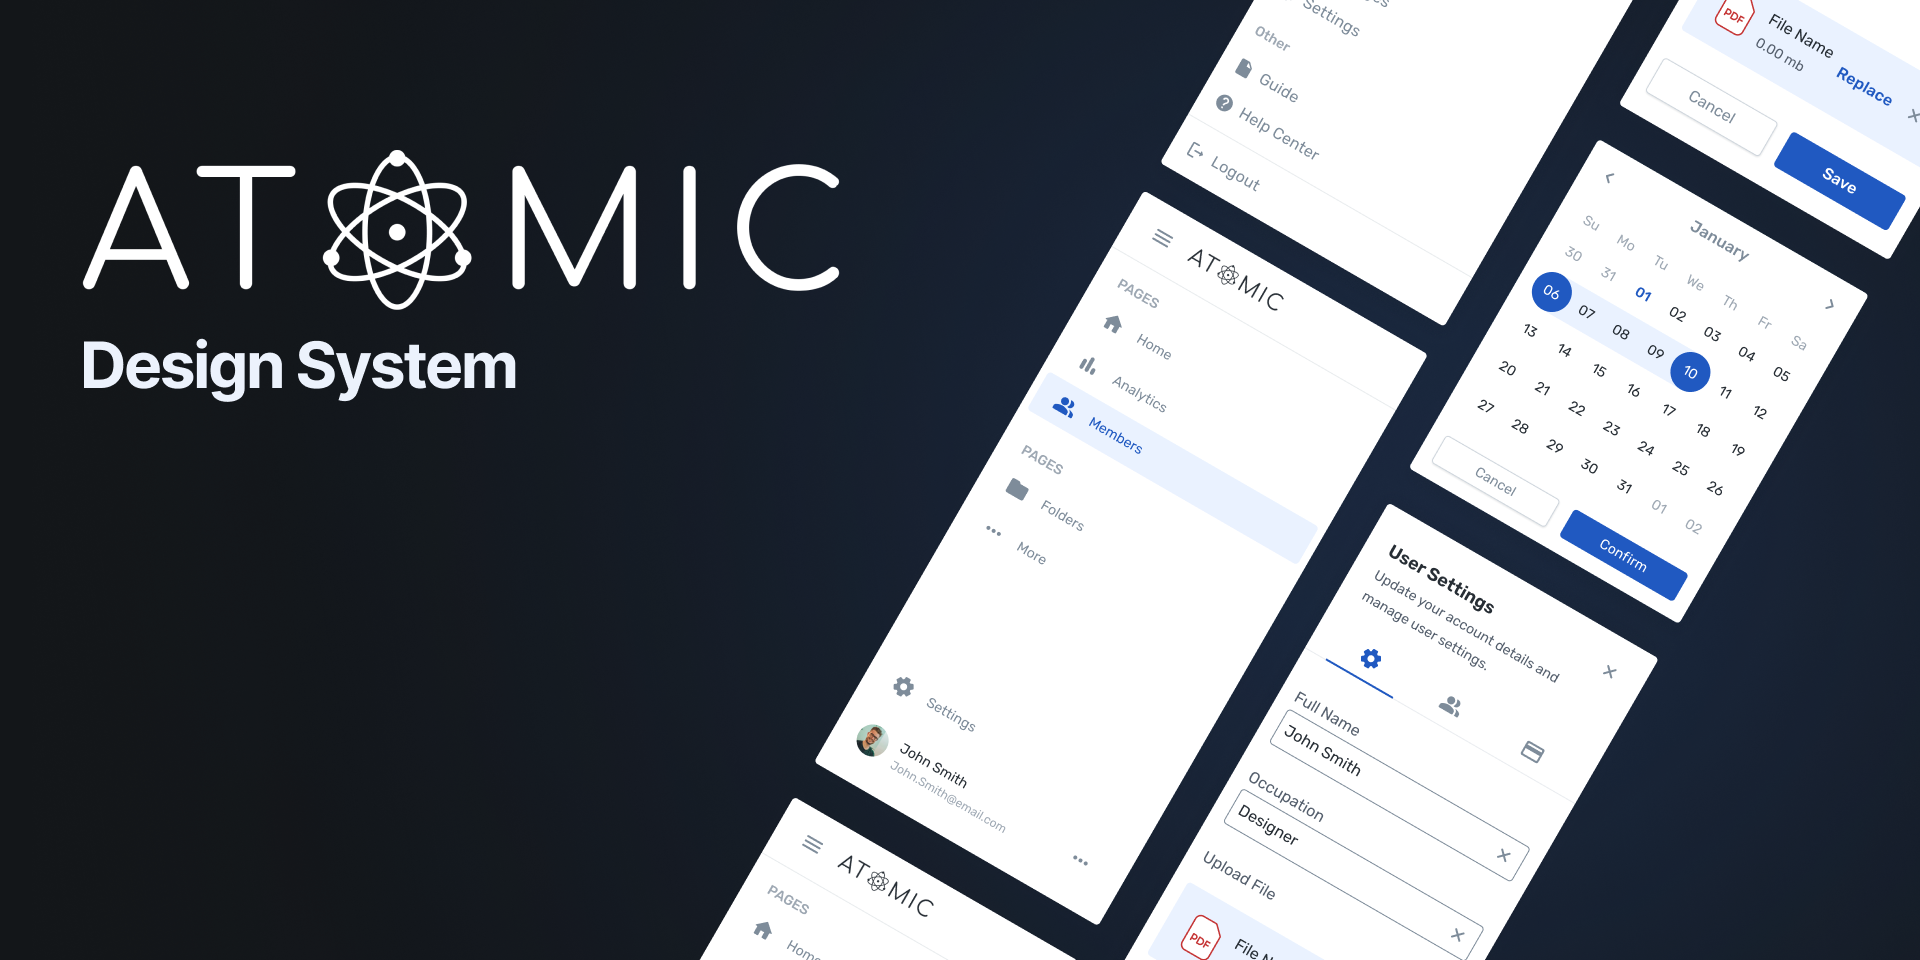 ATOMIC
Design System
Settings
Other
Guide
Help Center
Logout
ATOMIC
PAGES
Home
Analytics
Members
PAGES
Folders
More
Settings
John Smith
John.Smith@email.com
ATOMIC
PAGES
Home
PDF
File Name
0.00 mb
Replace
Cancel
Save
January
Su Mo Tu We Th Fr Sa
30 31 01 02 03 04 05
06 07 08 09 10 11 12
13 14 15 16 17 18 19
20 21 22 23 24 25 26
27 28 29 30 31 01 02
Cancel
Confirm
User Settings
Update your account details and
manage user settings.
Full Name
John Smith
Occupation
Designer
Upload File
PDF
File N